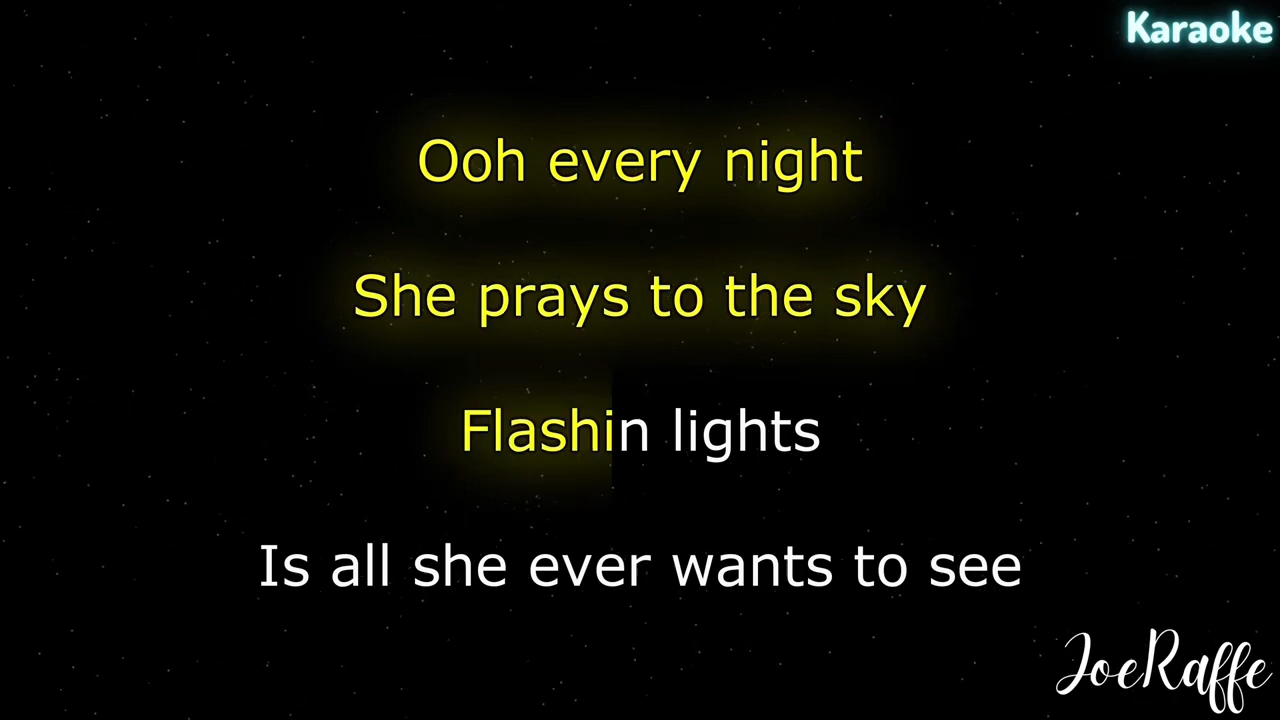 Karaoke
Ooh every night
She prays to the sky
Flashin lights
Is all she ever wants to see
JoeRaffe